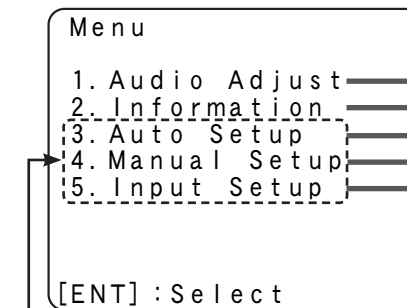 Menu
1. Audio Adjust
2. Information
3. Auto Setup
4. Manual Setup
5. Input Setup
[ENT] : Select